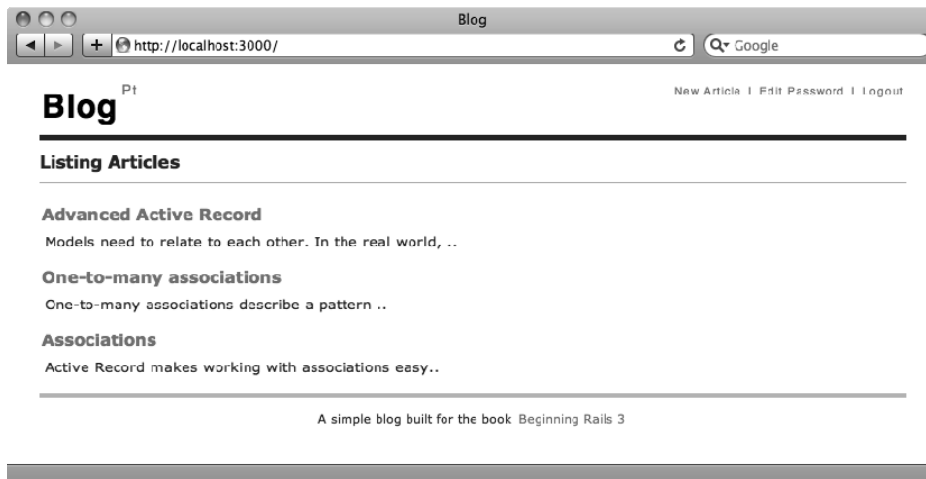 Blog
http://localhost:3000/
Google
Blog Pt
New Article | Edit Password | Logout
Listing Articles
Advanced Active Record
Models need to relate to each other. In the real world, ..
One-to-many associations
One-to-many associations describe a pattern ..
Associations
Active Record makes working with associations easy..
A simple blog built for the book Beginning Rails 3